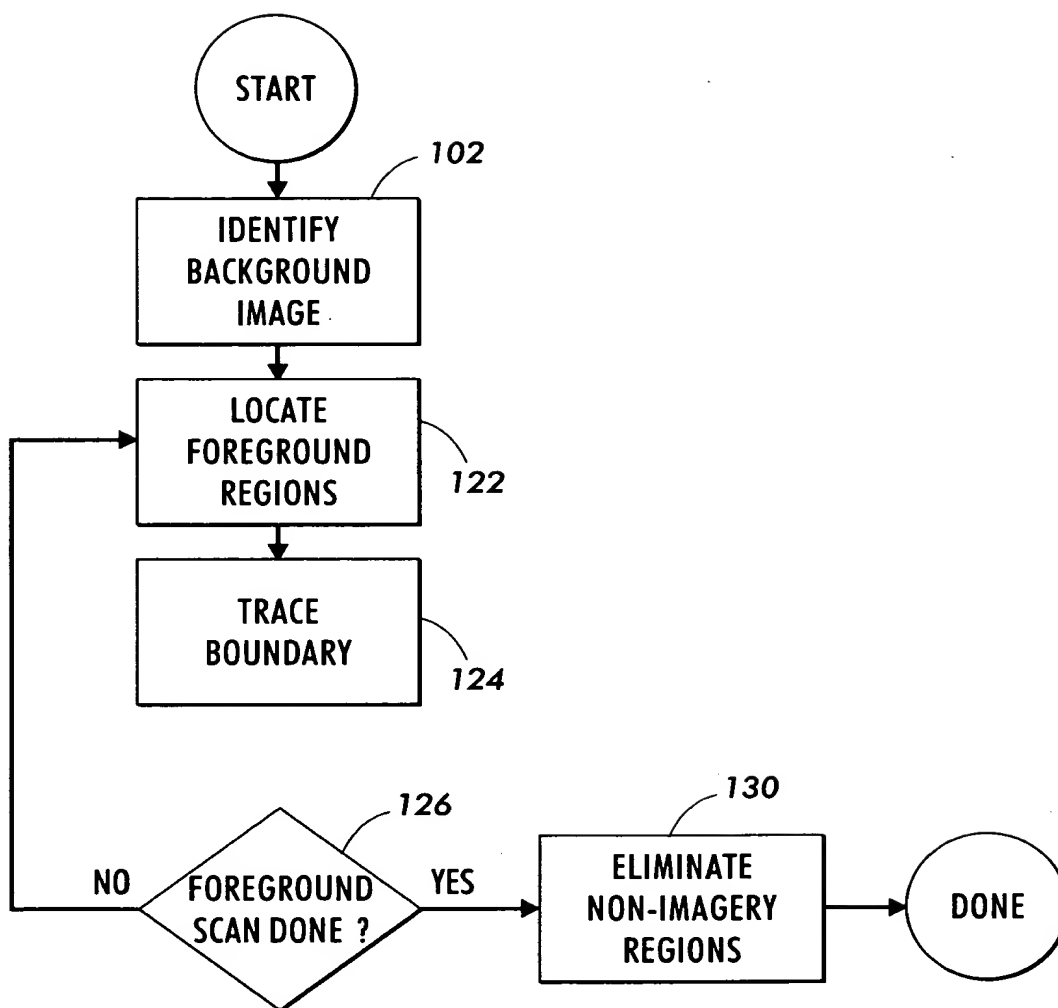 START
102
IDENTIFY
BACKGROUND
IMAGE
LOCATE
FOREGROUND
REGIONS
122
TRACE
BOUNDARY
124
126
130
NO
FOREGROUND
SCAN DONE ?
YES
ELIMINATE
NON-IMAGERY
REGIONS
DONE